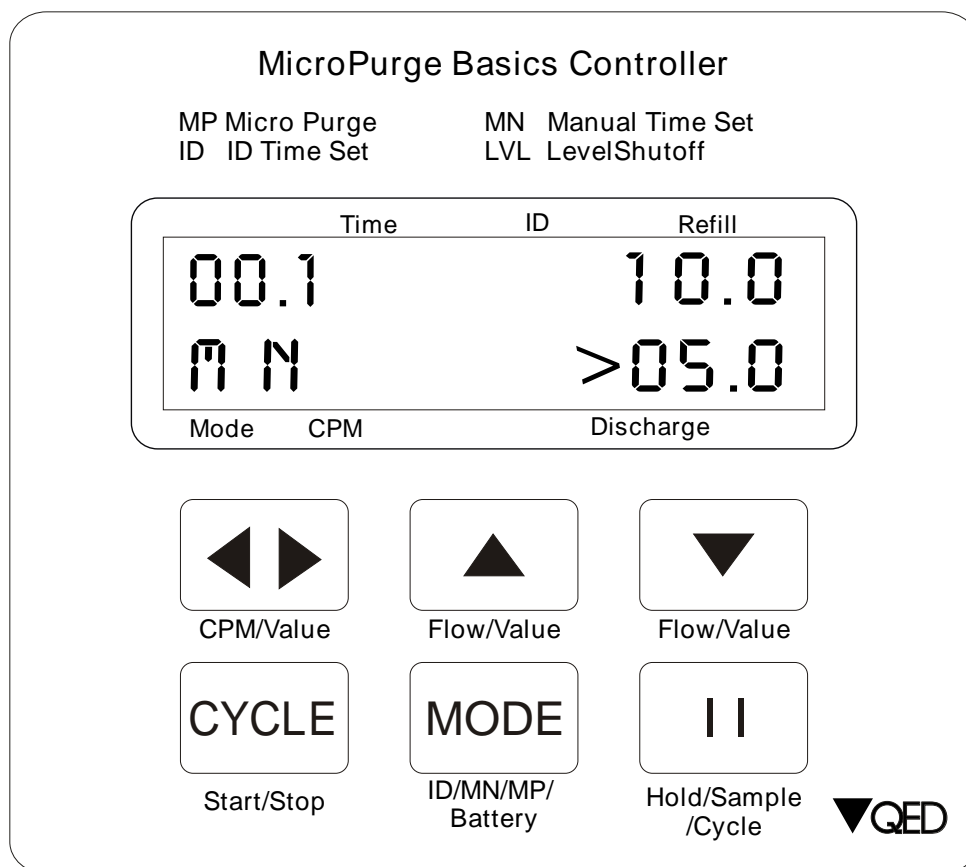 MicroPurge Basics Controller
MP Micro Purge MN Manual Time Set
ID ID Time Set LVL LevelShutoff
Time ID Refill
00.1 10.0
MN >05.0
Mode CPM Discharge
CPM/Value Flow/Value Flow/Value
CYCLE MODE
Start/Stop ID/MN/MP/ Hold/Sample
Battery /Cycle
QED